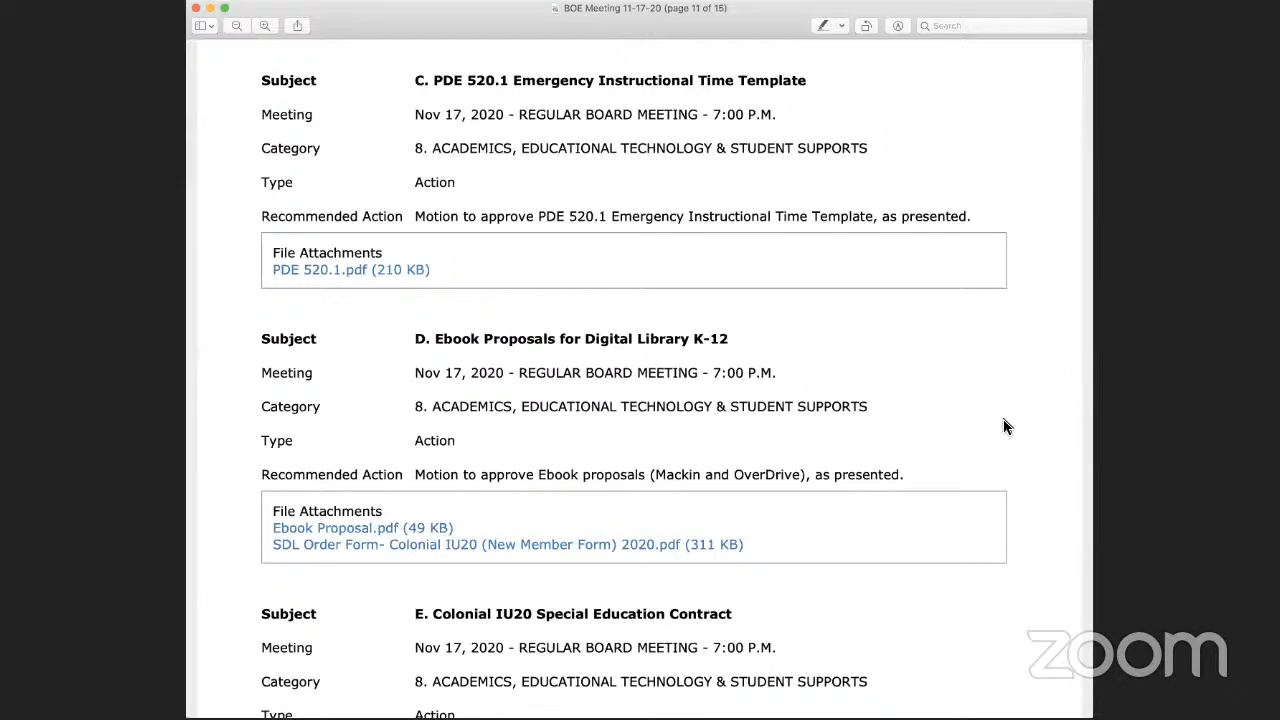 BOE Meeting 11-17-20 (page 11 of 15)
Search
Subject C. PDE 520.1 Emergency Instructional Time Template
Meeting Nov 17, 2020 - REGULAR BOARD MEETING - 7:00 P.M.
Category 8. ACADEMICS, EDUCATIONAL TECHNOLOGY & STUDENT SUPPORTS
Type Action
Recommended Action Motion to approve PDE 520.1 Emergency Instructional Time Template, as presented.
File Attachments
PDE 520.1.pdf (210 KB)
Subject D. Ebook Proposals for Digital Library K-12
Meeting Nov 17, 2020 - REGULAR BOARD MEETING - 7:00 P.M.
Category 8. ACADEMICS, EDUCATIONAL TECHNOLOGY & STUDENT SUPPORTS
Type Action
Recommended Action Motion to approve Ebook proposals (Mackin and OverDrive), as presented.
File Attachments
Ebook Proposal.pdf (49 KB)
SDL Order Form- Colonial IU20 (New Member Form) 2020.pdf (311 KB)
Subject E. Colonial IU20 Special Education Contract
Meeting Nov 17, 2020 - REGULAR BOARD MEETING - 7:00 P.M.
Category 8. ACADEMICS, EDUCATIONAL TECHNOLOGY & STUDENT SUPPORTS
Type Action
zoom